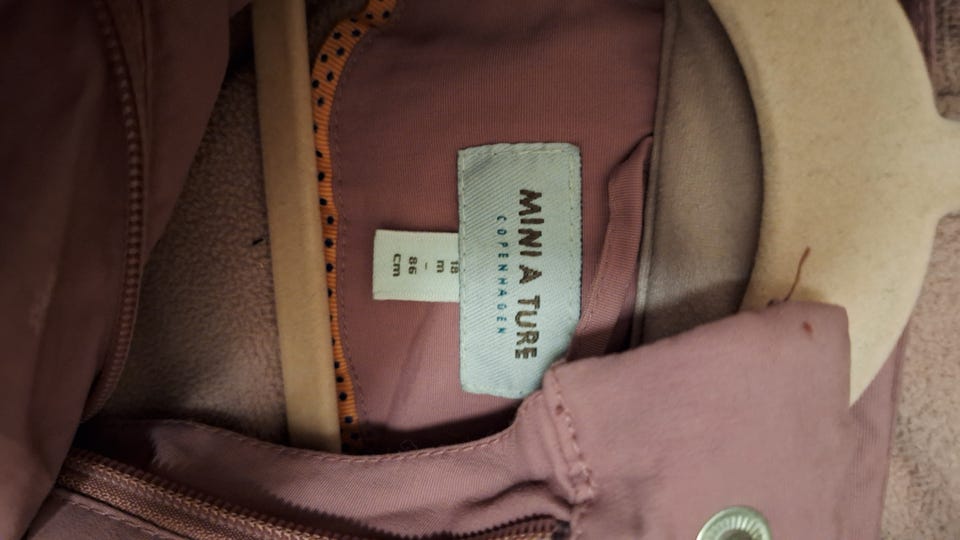 MINI A TURE
COPENHAGEN
18
m
-
86
cm